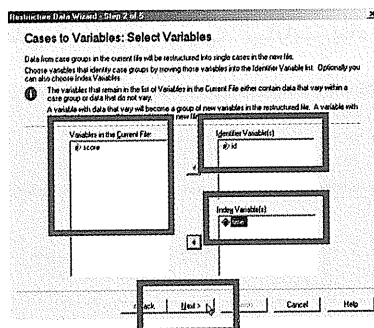 Restructure Data Wizard - Step 2 of 5
Cases to Variables: Select Variables
Data from case groups in the current file will be restructured into single cases in the new file.
Choose variables that identify case groups by moving those variables into the Identifier Variable list. Optionally you
can also choose Index Variables.
The variables that remain in the list of Variables in the Current File either contain data that vary within a
case group or data that do not vary.
A variable with data that vary will become a group of new variables in the restructured file. A variable with
new file
Variables in the Current File:
Identifier Variable(s)
score
id
Index Variable(s)
ack
Next >
Cancel
Help